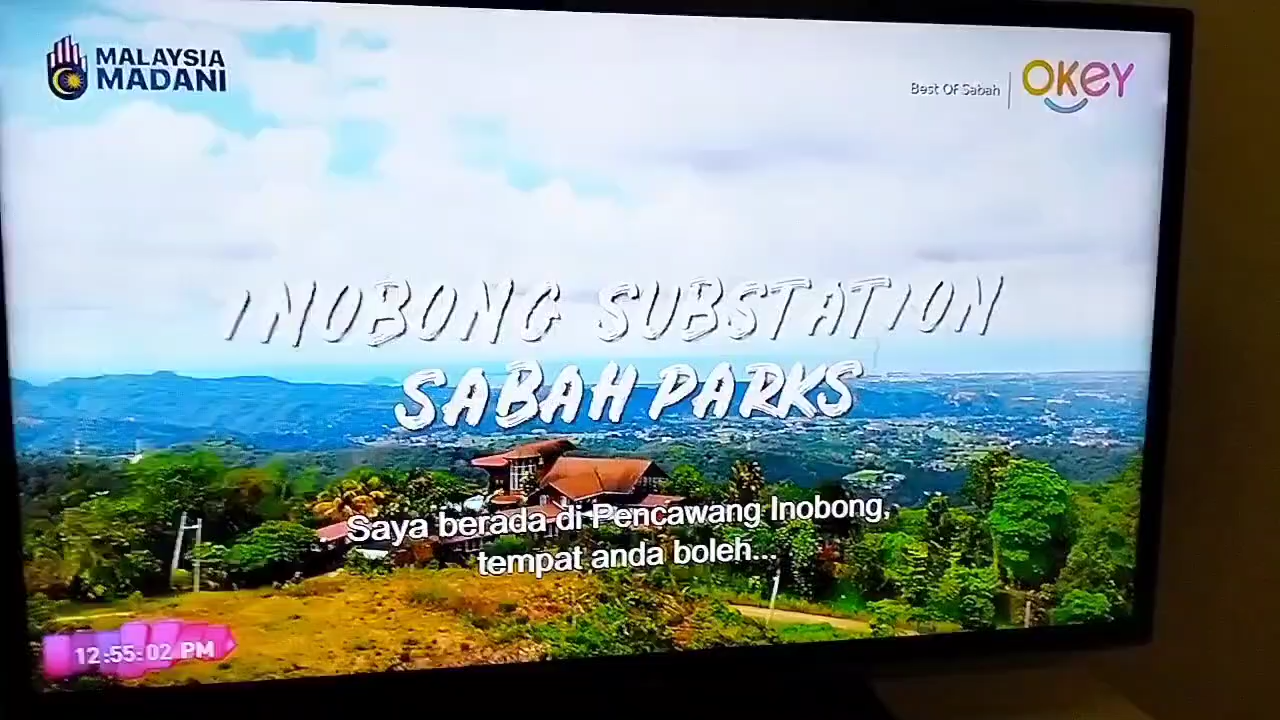 MALAYSIA
MADANI
Best OF Sabah
OKEY
INOBONG SUBSTATION
SABAH PARKS
Saya berada di Pencawang Inobong,
tempat anda boleh...
12:55:02 PM